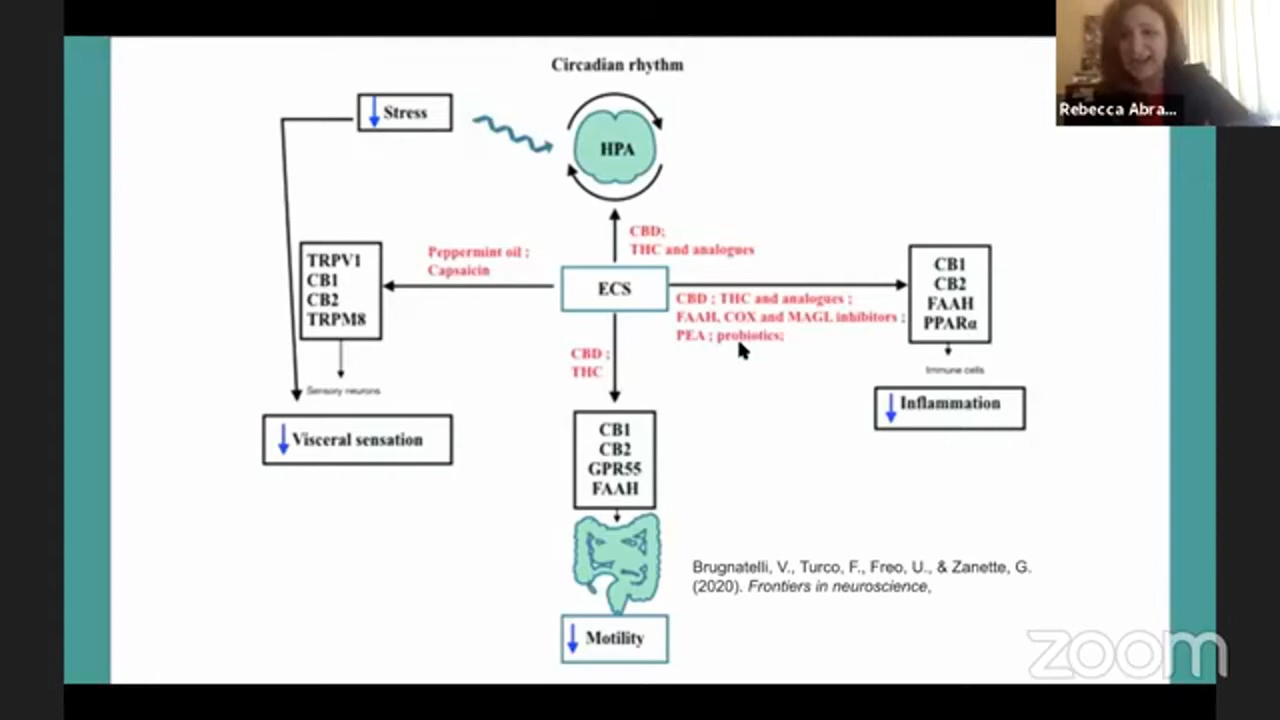 Circadian rhythm
Stress
HPA
Rebecca Abra...
CBD;
THC and analogues
Peppermint oil ;
Capsaicin
TRPV1
CB1
CB2
TRPM8
ECS
CBD ; THC and analogues ;
FAAH, COX and MAGL inhibitors ;
PEA ; probiotics;
CB1
CB2
FAAH
PPARα
Immune cells
Inflammation
CBD ;
THC
Sensory neurons
Visceral sensation
CB1
CB2
GPR55
FAAH
Motility
Brugnatelli, V., Turco, F., Freo, U., & Zanette, G.
(2020). Frontiers in neuroscience,
zoom